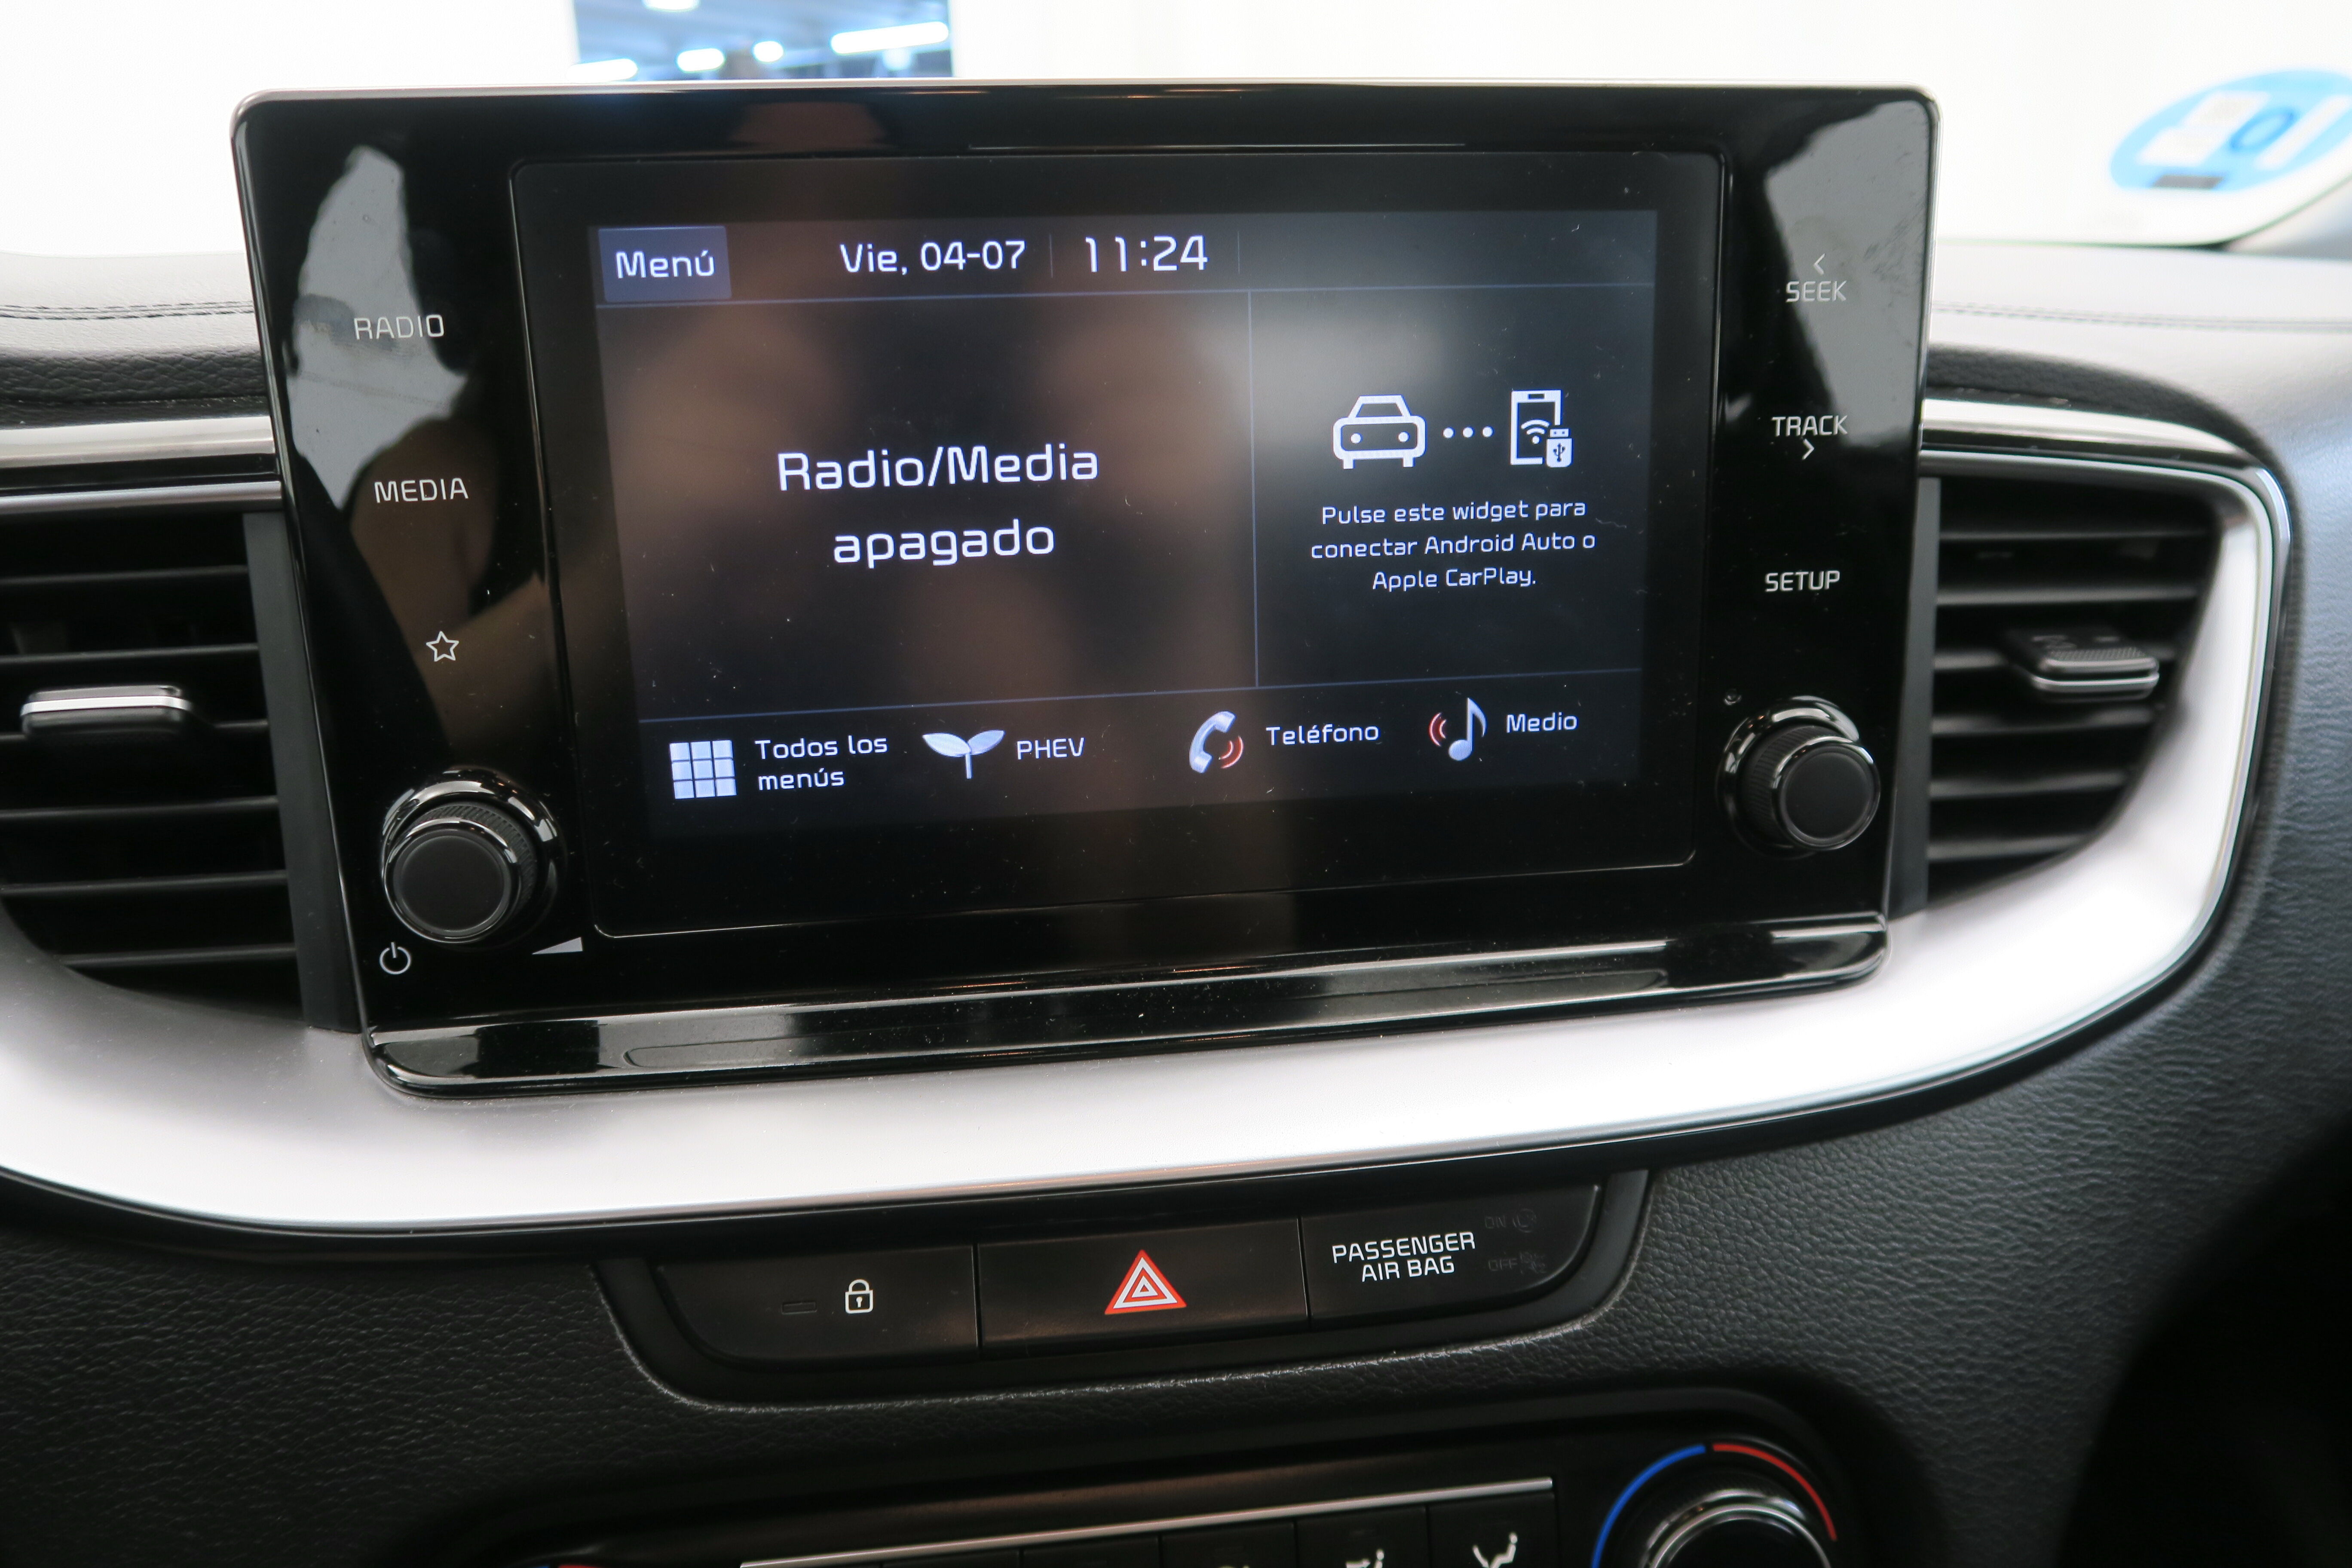 Menú Vie, 04-07 11:24
RADIO
MEDIA
Radio/Media
apagado
Pulse este widget para
conectar Android Auto o
Apple CarPlay.
Todos los
menús
PHEV
Teléfono
Medio
SEEK
TRACK
SETUP
PASSENGER
AIR BAG
ON
OFF